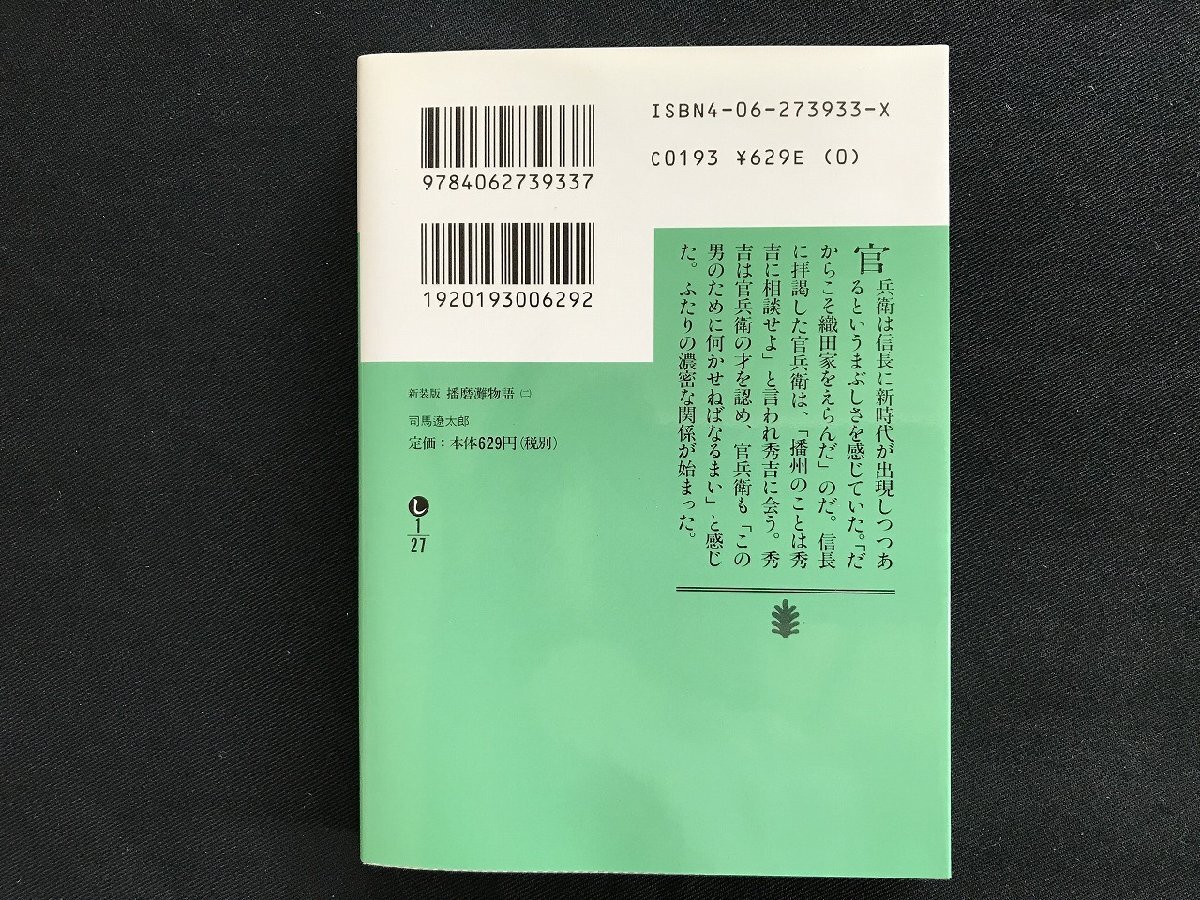 ISBN4-06-273933-X
C0193 ¥629E (0)
9784062739337
1920193006292
官兵衛は信長に新時代が出現しつつあ
るというまぶしさを感じていた。「だ
からこそ織田家をえらんだ」のだ。信長
に拝謁した官兵衛は、「播州のことは秀
吉に相談せよ」と言われ秀吉に会う。秀
吉は官兵衛の才を認め、官兵衛も「この
男のために何かせねばなるまい」と感じ
た。ふたりの濃密な関係が始まった。
新装版 播磨灘物語 (二)
司馬遼太郎
定価:本体629円(税別)
し
1
27